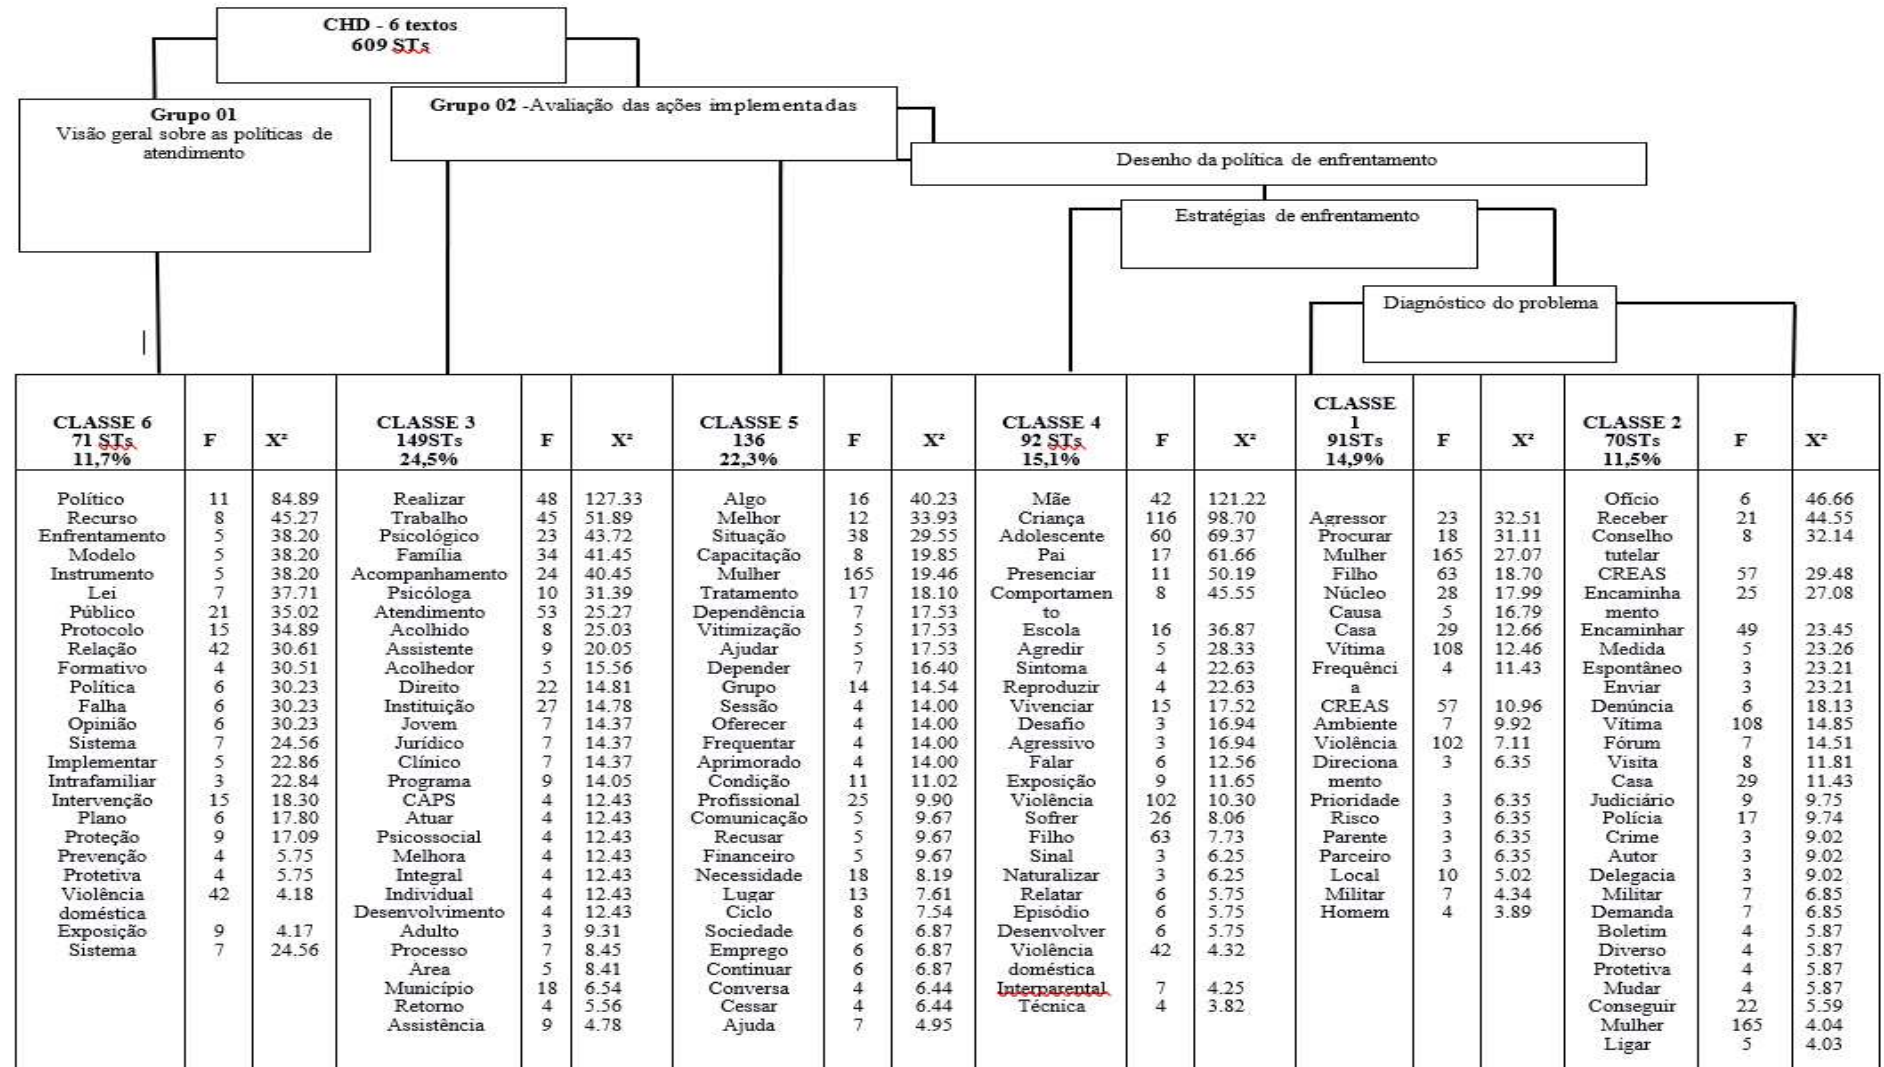 CHD - 6 textos
609 STs
Grupo 01
Visão geral sobre as políticas de
atendimento
Grupo 02 -Avaliação das ações implementadas
Desenho da política de enfrentamento
Estratégias de enfrentamento
Diagnóstico do problema
CLASSE 6
71 STs
11,7%
F
X²
Político 11 84.89
Recurso 8 45.27
Enfrentamento 5 38.20
Modelo 5 38.20
Instrumento 5 38.20
Lei 7 37.71
Público 21 35.02
Protocolo 15 34.89
Relação 42 30.61
Formativo 4 30.51
Política 6 30.23
Falha 6 30.23
Opinião 6 30.23
Sistema 7 24.56
Implementar 5 22.86
Intrafamiliar 3 22.84
Intervenção 15 18.30
Plano 6 17.80
Proteção 9 17.09
Prevenção 4 5.75
Protetiva 4 5.75
Violência 42 4.18
doméstica
Exposição 9 4.17
Sistema 7 24.56
CLASSE 3
149STs
24,5%
F
X²
Realizar 48 127.33
Trabalho 45 51.89
Psicológico 23 43.72
Família 34 41.45
Acompanhamento 24 40.45
Psicóloga 10 31.39
Atendimento 53 25.27
Acolhido 8 25.03
Assistente 9 20.05
Acolhedor 5 15.56
Direito 22 14.81
Instituição 27 14.78
Jovem 7 14.37
Jurídico 7 14.37
Clínico 7 14.37
Programa 9 14.05
CAPS 4 12.43
Atuar 4 12.43
Psicossocial 4 12.43
Melhora 4 12.43
Integral 4 12.43
Individual 4 12.43
Desenvolvimento 4 12.43
Adulto 3 9.31
Processo 7 8.45
Área 5 8.41
Município 18 6.54
Retorno 4 5.56
Assistência 9 4.78
CLASSE 5
136
22,3%
F
X²
Algo 16 40.23
Melhor 12 33.93
Situação 38 29.55
Capacitação 8 19.85
Mulher 165 19.46
Tratamento 17 18.10
Dependência 7 17.53
Vitimização 5 17.53
Ajudar 5 17.53
Depender 7 16.40
Grupo 14 14.54
Sessão 4 14.00
Oferecer 4 14.00
Frequentar 4 14.00
Aprimorado 4 14.00
Condição 11 11.02
Profissional 25 9.90
Comunicação 5 9.67
Recusar 5 9.67
Financeiro 5 9.67
Necessidade 18 8.19
Lugar 13 7.61
Ciclo 8 7.54
Sociedade 6 6.87
Emprego 6 6.87
Continuar 6 6.87
Conversa 4 6.44
Cessar 4 6.44
Ajuda 7 4.95
CLASSE 4
92 STs
15,1%
F
X²
Mãe 42 121.22
Criança 116 98.70
Adolescente 60 69.37
Pai 17 61.66
Presenciar 11 50.19
Comportamen 8 45.55
to
Escola 16 36.87
Agredir 5 28.33
Sintoma 4 22.63
Reproduzir 4 22.63
Vivenciar 15 17.52
Desafio 3 16.94
Agressivo 3 16.94
Falar 6 12.56
Exposição 9 11.65
Violência 102 10.30
Sofrer 26 8.06
Filho 63 7.73
Sinal 3 6.25
Naturalizar 3 6.25
Relatar 6 5.75
Episódio 6 5.75
Desenvolver 6 5.75
Violência 42 4.32
doméstica
Interparental 7 4.25
Técnica 4 3.82
CLASSE
1
91STs
14,9%
F
X²
Agressor 23 32.51
Procurar 18 31.11
Mulher 165 27.07
Filho 63 18.70
Núcleo 28 17.99
Causa 5 16.79
Casa 29 12.66
Vítima 108 12.46
Frequênci 4 11.43
a
CREAS 57 10.96
Ambiente 7 9.92
Violência 102 7.11
Direciona 3 6.35
mento
Prioridade 3 6.35
Risco 3 6.35
Parente 3 6.35
Parceiro 3 6.35
Local 10 5.02
Militar 7 4.34
Homem 4 3.89
CLASSE 2
70STs
11,5%
F
X²
Ofício 6 46.66
Receber 21 44.55
Conselho 8 32.14
tutelar
CREAS 57 29.48
Encaminha 25 27.08
mento
Encaminhar 49 23.45
Medida 5 23.26
Espontâneo 3 23.21
Enviar 3 23.21
Denúncia 6 18.13
Vítima 108 14.85
Fórum 7 14.51
Visita 8 11.81
Casa 29 11.43
Judiciário 9 9.75
Polícia 17 9.74
Crime 3 9.02
Autor 3 9.02
Delegacia 3 9.02
Militar 7 6.85
Demanda 7 6.85
Boletim 4 5.87
Diverso 4 5.87
Protetiva 4 5.87
Mudar 4 5.87
Conseguir 22 5.59
Mulher 165 4.04
Ligar 5 4.03